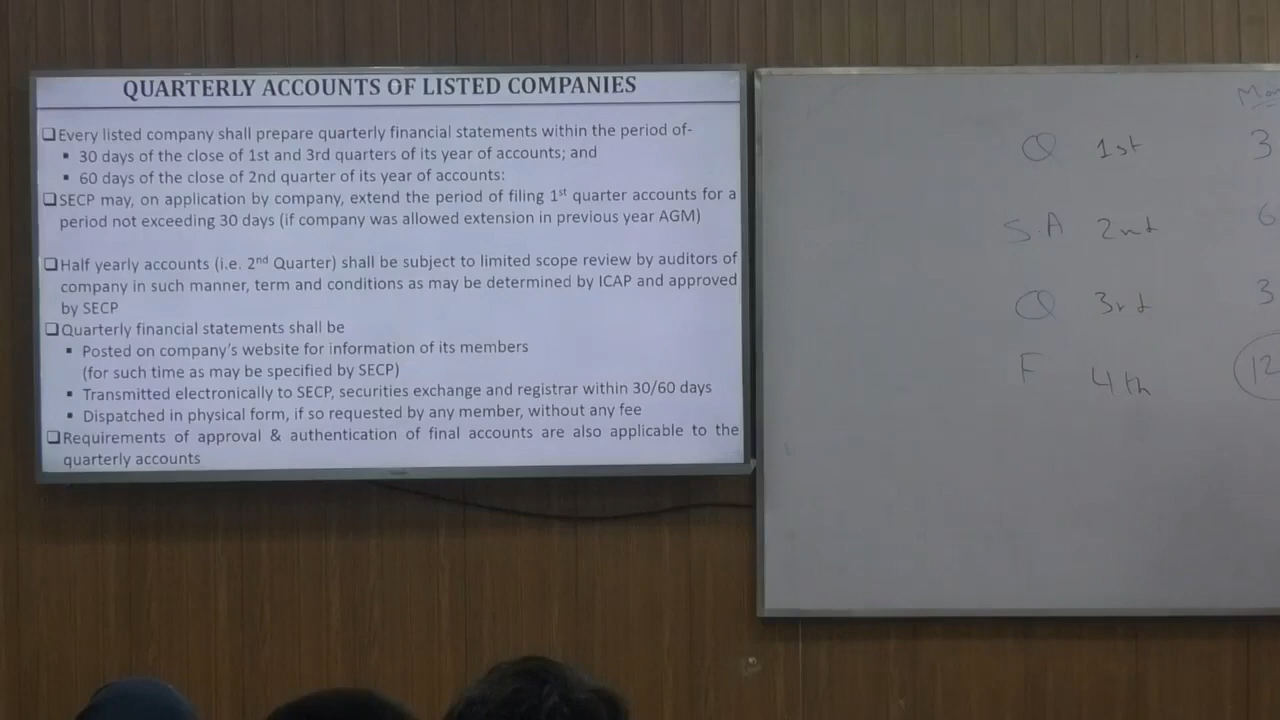 QUARTERLY ACCOUNTS OF LISTED COMPANIES
Every listed company shall prepare quarterly financial statements within the period of-
30 days of the close of 1st and 3rd quarters of its year of accounts; and
60 days of the close of 2nd quarter of its year of accounts:
SECP may, on application by company, extend the period of filing 1st quarter accounts for a
period not exceeding 30 days (if company was allowed extension in previous year AGM)
Half yearly accounts (i.e. 2nd Quarter) shall be subject to limited scope review by auditors of
company in such manner, term and conditions as may be determined by ICAP and approved
by SECP
Quarterly financial statements shall be
Posted on company's website for information of its members
(for such time as may be specified by SECP)
Transmitted electronically to SECP, securities exchange and registrar within 30/60 days
Dispatched in physical form, if so requested by any member, without any fee
Requirements of approval & authentication of final accounts are also applicable to the
quarterly accounts
Q 1st 3
S.A 2nd 6
Q 3rd 3
F 4th 12